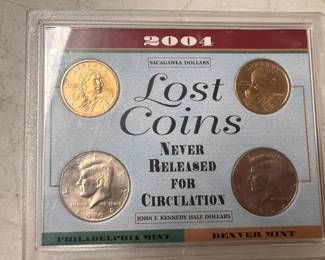 2004
SACAGAWEA DOLLARS
Lost
Coins
NEVER
RELEASED
FOR
CIRCULATION
JOHN F. KENNEDY HALF DOLLARS
PHILADELPHIA MINT
DENVER MINT